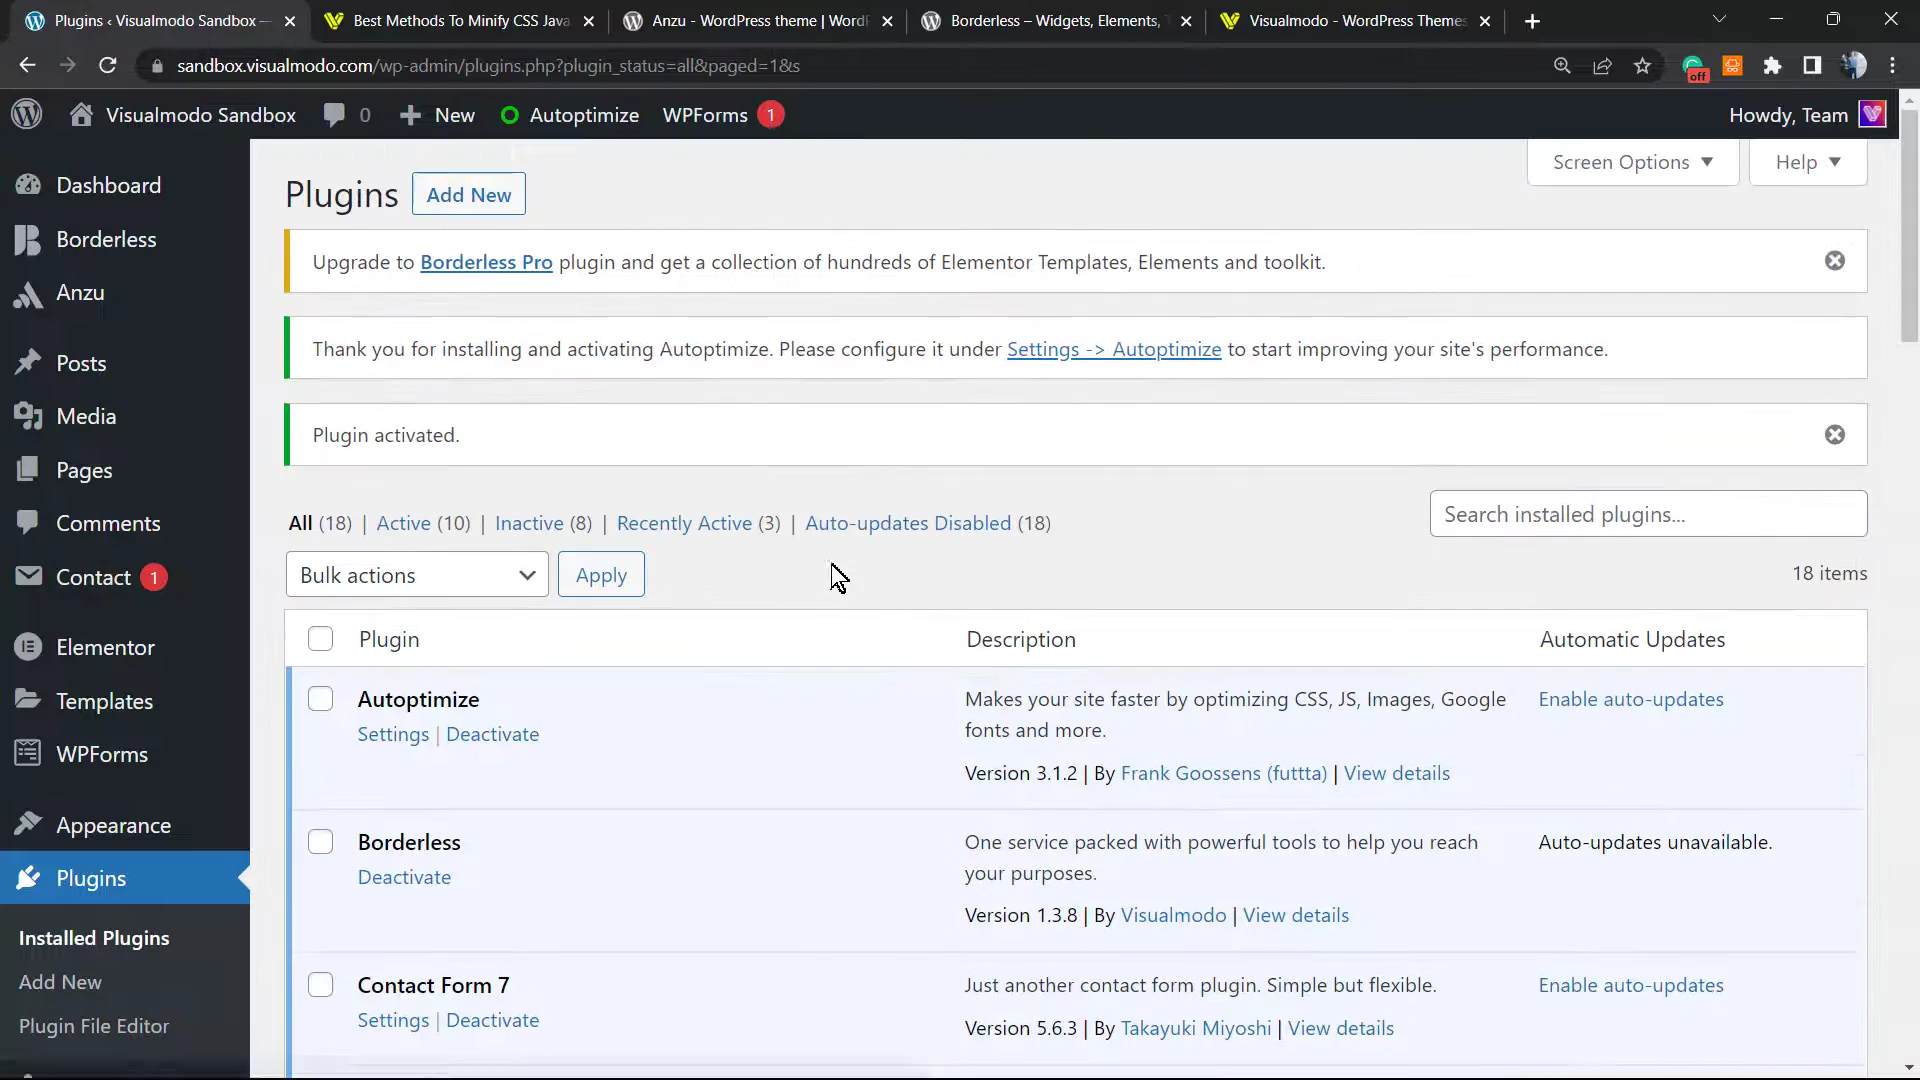 Plugins ‹ Visualmodo Sandbox —
Best Methods To Minify CSS Java
Anzu - WordPress theme | WordP
Borderless – Widgets, Elements, T
Visualmodo - WordPress Themes
sandbox.visualmodo.com/wp-admin/plugins.php?plugin_status=all&paged=1&s
off
Visualmodo Sandbox 0 New Autoptimize WPForms 1
Howdy, Team
Screen Options Help
Dashboard
Borderless
Anzu
Posts
Media
Pages
Comments
Contact 1
Elementor
Templates
WPForms
Appearance
Plugins
Installed Plugins
Add New
Plugin File Editor
Plugins Add New
Upgrade to Borderless Pro plugin and get a collection of hundreds of Elementor Templates, Elements and toolkit.
Thank you for installing and activating Autoptimize. Please configure it under Settings -> Autoptimize to start improving your site's performance.
Plugin activated.
All (18) | Active (10) | Inactive (8) | Recently Active (3) | Auto-updates Disabled (18)
Search installed plugins...
Bulk actions Apply
18 items
Plugin Description Automatic Updates
Autoptimize
Settings | Deactivate
Makes your site faster by optimizing CSS, JS, Images, Google
fonts and more.
Version 3.1.2 | By Frank Goossens (futtta) | View details
Enable auto-updates
Borderless
Deactivate
One service packed with powerful tools to help you reach
your purposes.
Version 1.3.8 | By Visualmodo | View details
Auto-updates unavailable.
Contact Form 7
Settings | Deactivate
Just another contact form plugin. Simple but flexible.
Version 5.6.3 | By Takayuki Miyoshi | View details
Enable auto-updates